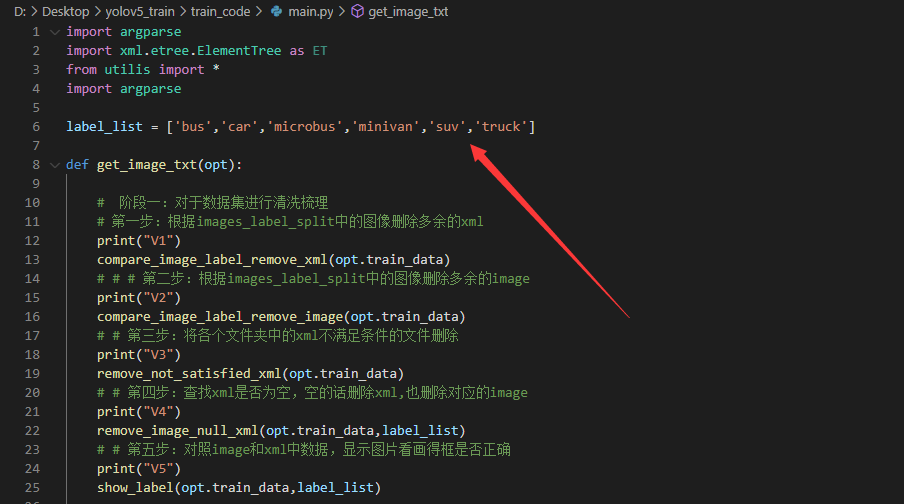 D: > Desktop > yolov5_train > train_code > main.py > get_image_txt
1 import argparse
2 import xml.etree.ElementTree as ET
3 from utilis import *
4 import argparse
5
6 label_list = ['bus','car','microbus','minivan','suv','truck']
7
8 def get_image_txt(opt):
9
10 #  阶段一：对于数据集进行清洗梳理
11 # 第一步：根据images_label_split中的图像删除多余的xml
12 print("V1")
13 compare_image_label_remove_xml(opt.train_data)
14 # # # 第二步：根据images_label_split中的图像删除多余的image
15 print("V2")
16 compare_image_label_remove_image(opt.train_data)
17 # # 第三步：将各个文件夹中的xml不满足条件的文件删除
18 print("V3")
19 remove_not_satisfied_xml(opt.train_data)
20 # # 第四步：查找xml是否为空，空的话删除xml,也删除对应的image
21 print("V4")
22 remove_image_null_xml(opt.train_data,label_list)
23 # # 第五步：对照image和xml中数据，显示图片看画得框是否正确
24 print("V5")
25 show_label(opt.train_data,label_list)